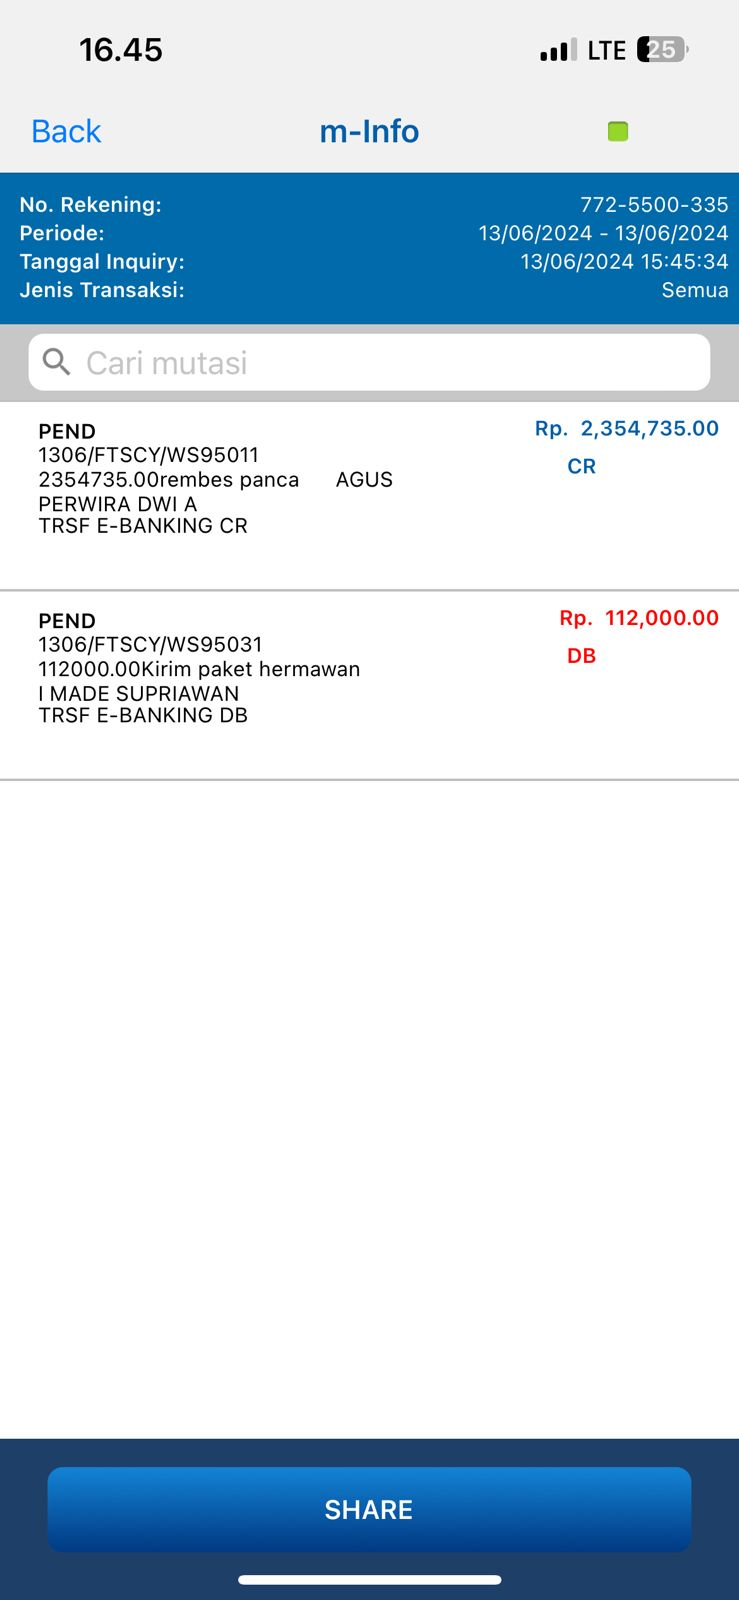 16.45
LTE 25
Back m-Info
No. Rekening: 772-5500-335
Periode: 13/06/2024 - 13/06/2024
Tanggal Inquiry: 13/06/2024 15:45:34
Jenis Transaksi: Semua
Cari mutasi
PEND Rp. 2,354,735.00
1306/FTSCY/WS95011 CR
2354735.00rembes panca AGUS
PERWIRA DWI A
TRSF E-BANKING CR
PEND Rp. 112,000.00
1306/FTSCY/WS95031 DB
112000.00Kirim paket hermawan
I MADE SUPRIAWAN
TRSF E-BANKING DB
SHARE